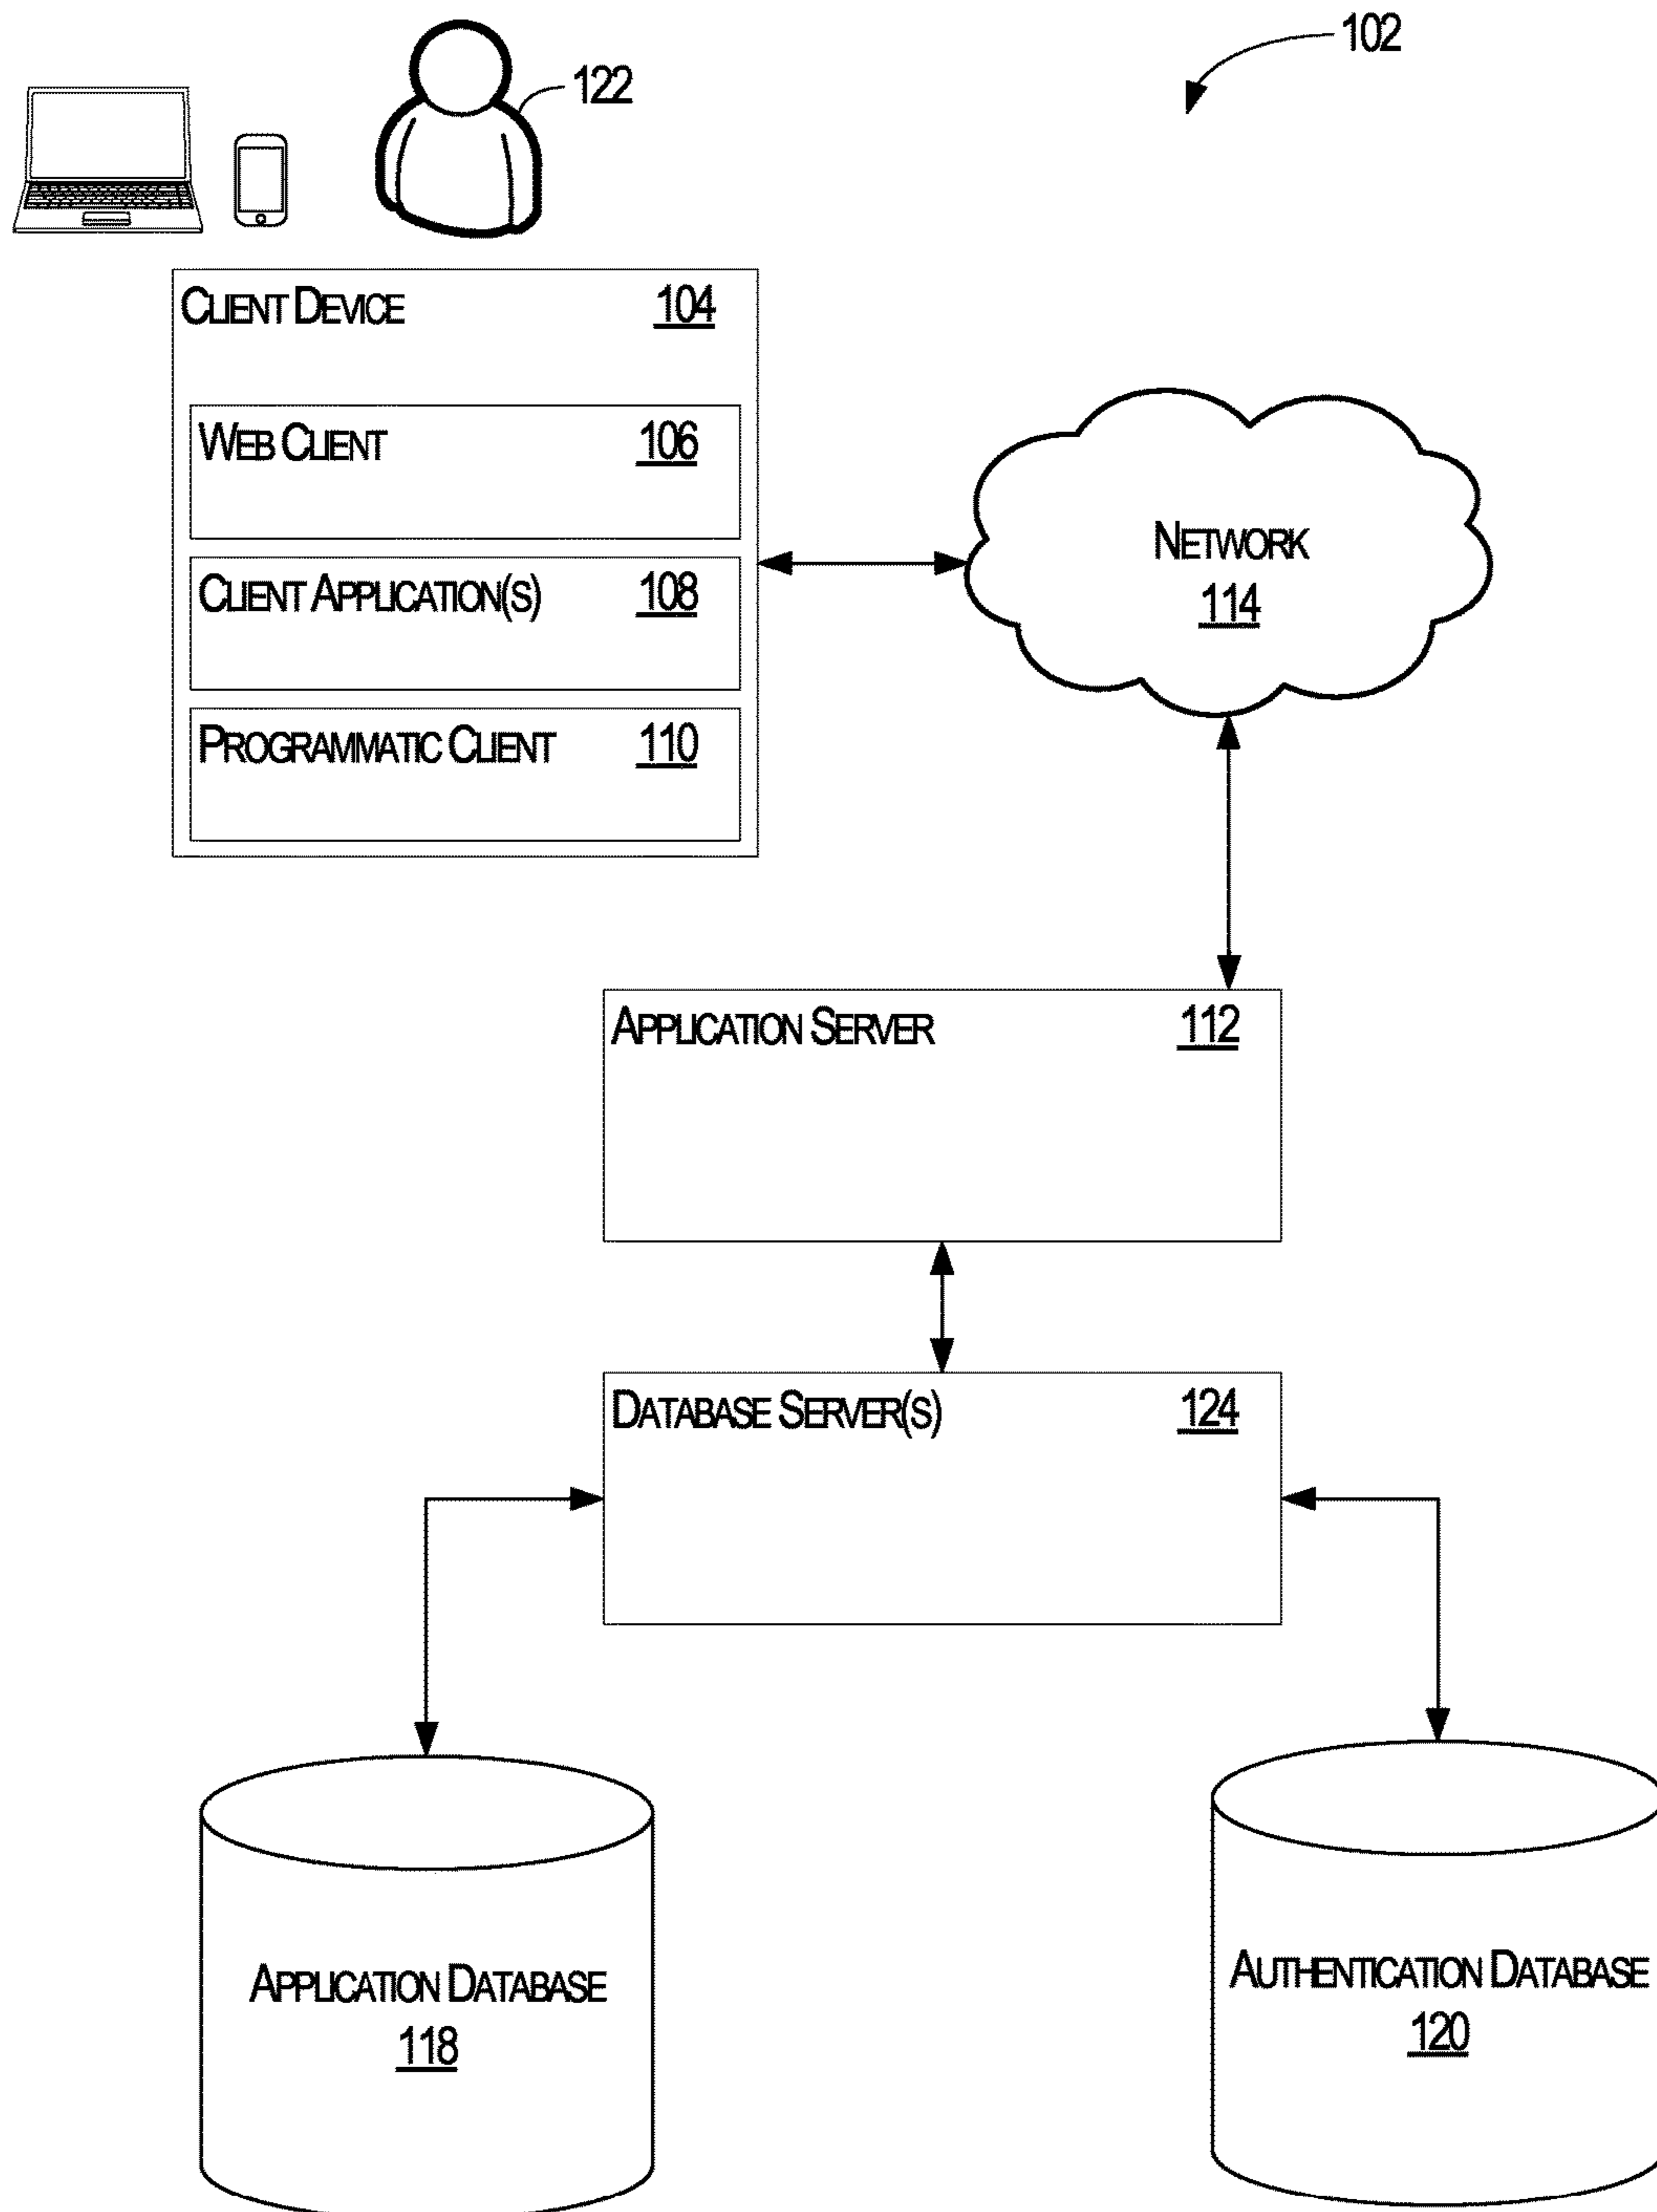 102
122
CLIENT DEVICE 104
WEB CLIENT 106
CLIENT APPLICATION(S) 108
PROGRAMMATIC CLIENT 110
NETWORK
114
APPLICATION SERVER 112
DATABASE SERVER(S) 124
APPLICATION DATABASE
118
AUTHENTICATION DATABASE
120